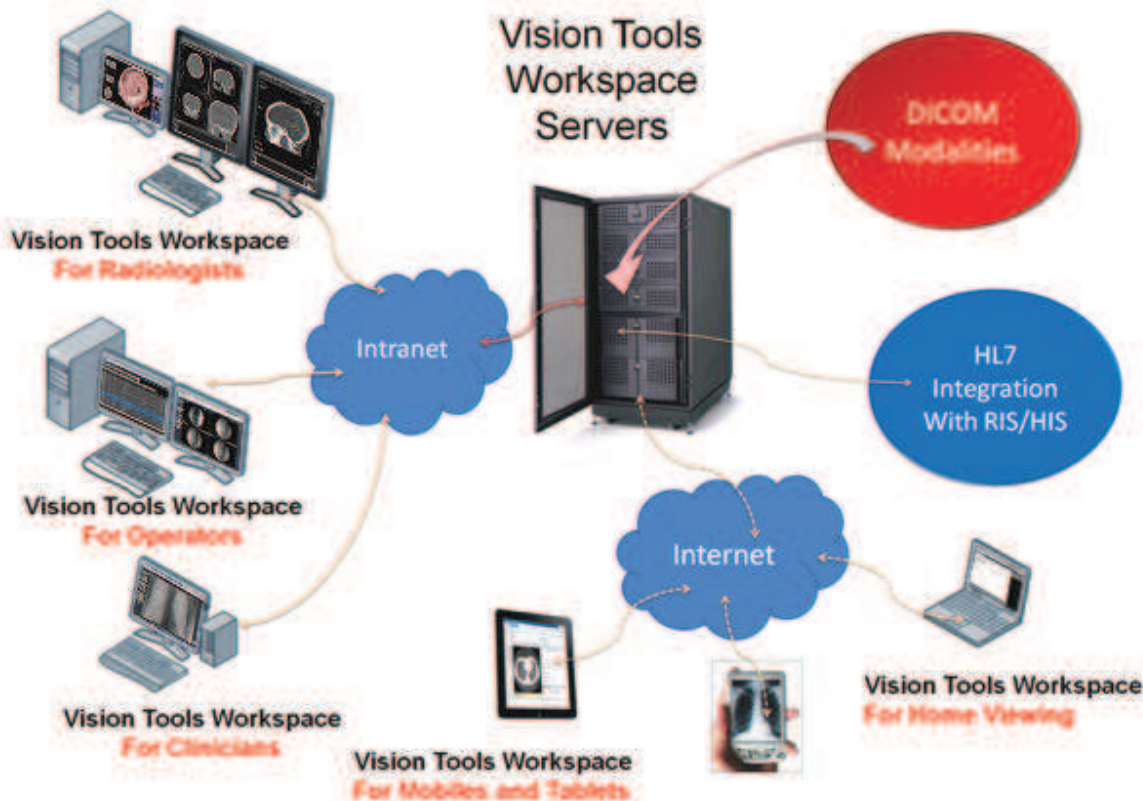 Vision Tools
Workspace
Servers
DICOM
Modalities
Vision Tools Workspace
For Radiologists
Intranet
HL7
Integration
With RIS/HIS
Vision Tools Workspace
For Operators
Internet
Vision Tools Workspace
For Clinicians
Vision Tools Workspace
For Home Viewing
Vision Tools Workspace
For Mobiles and Tablets